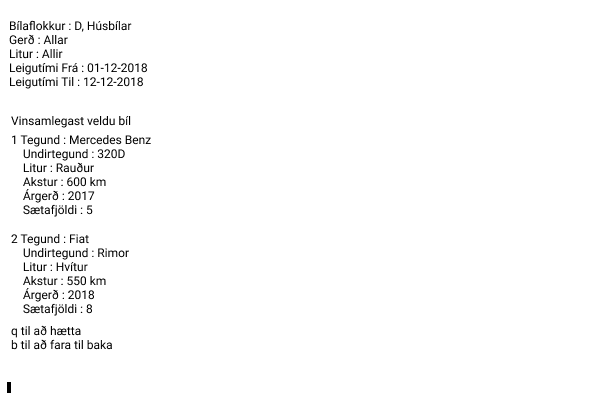 Bílaflokkur : D, Húsbílar
Gerð : Allar
Litur : Allir
Leigutími Frá : 01-12-2018
Leigutími Til : 12-12-2018
Vinsamlegast veldu bíl
1 Tegund : Mercedes Benz
Undirtegund : 320D
Litur : Rauður
Akstur : 600 km
Árgerð : 2017
Sætafjöldi : 5
2 Tegund : Fiat
Undirtegund : Rimor
Litur : Hvítur
Akstur : 550 km
Árgerð : 2018
Sætafjöldi : 8
q til að hætta
b til að fara til baka